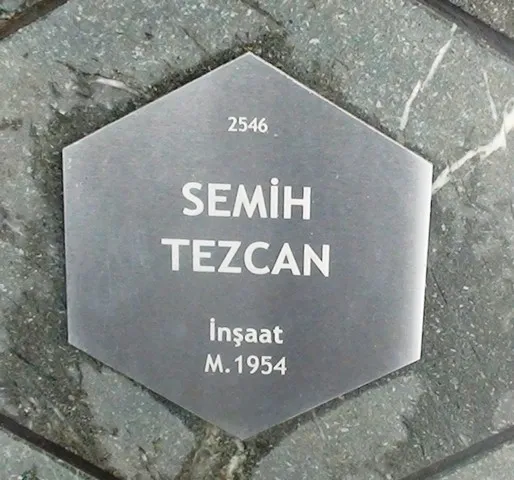 2546
SEMİH
TEZCAN
İnşaat
M.1954